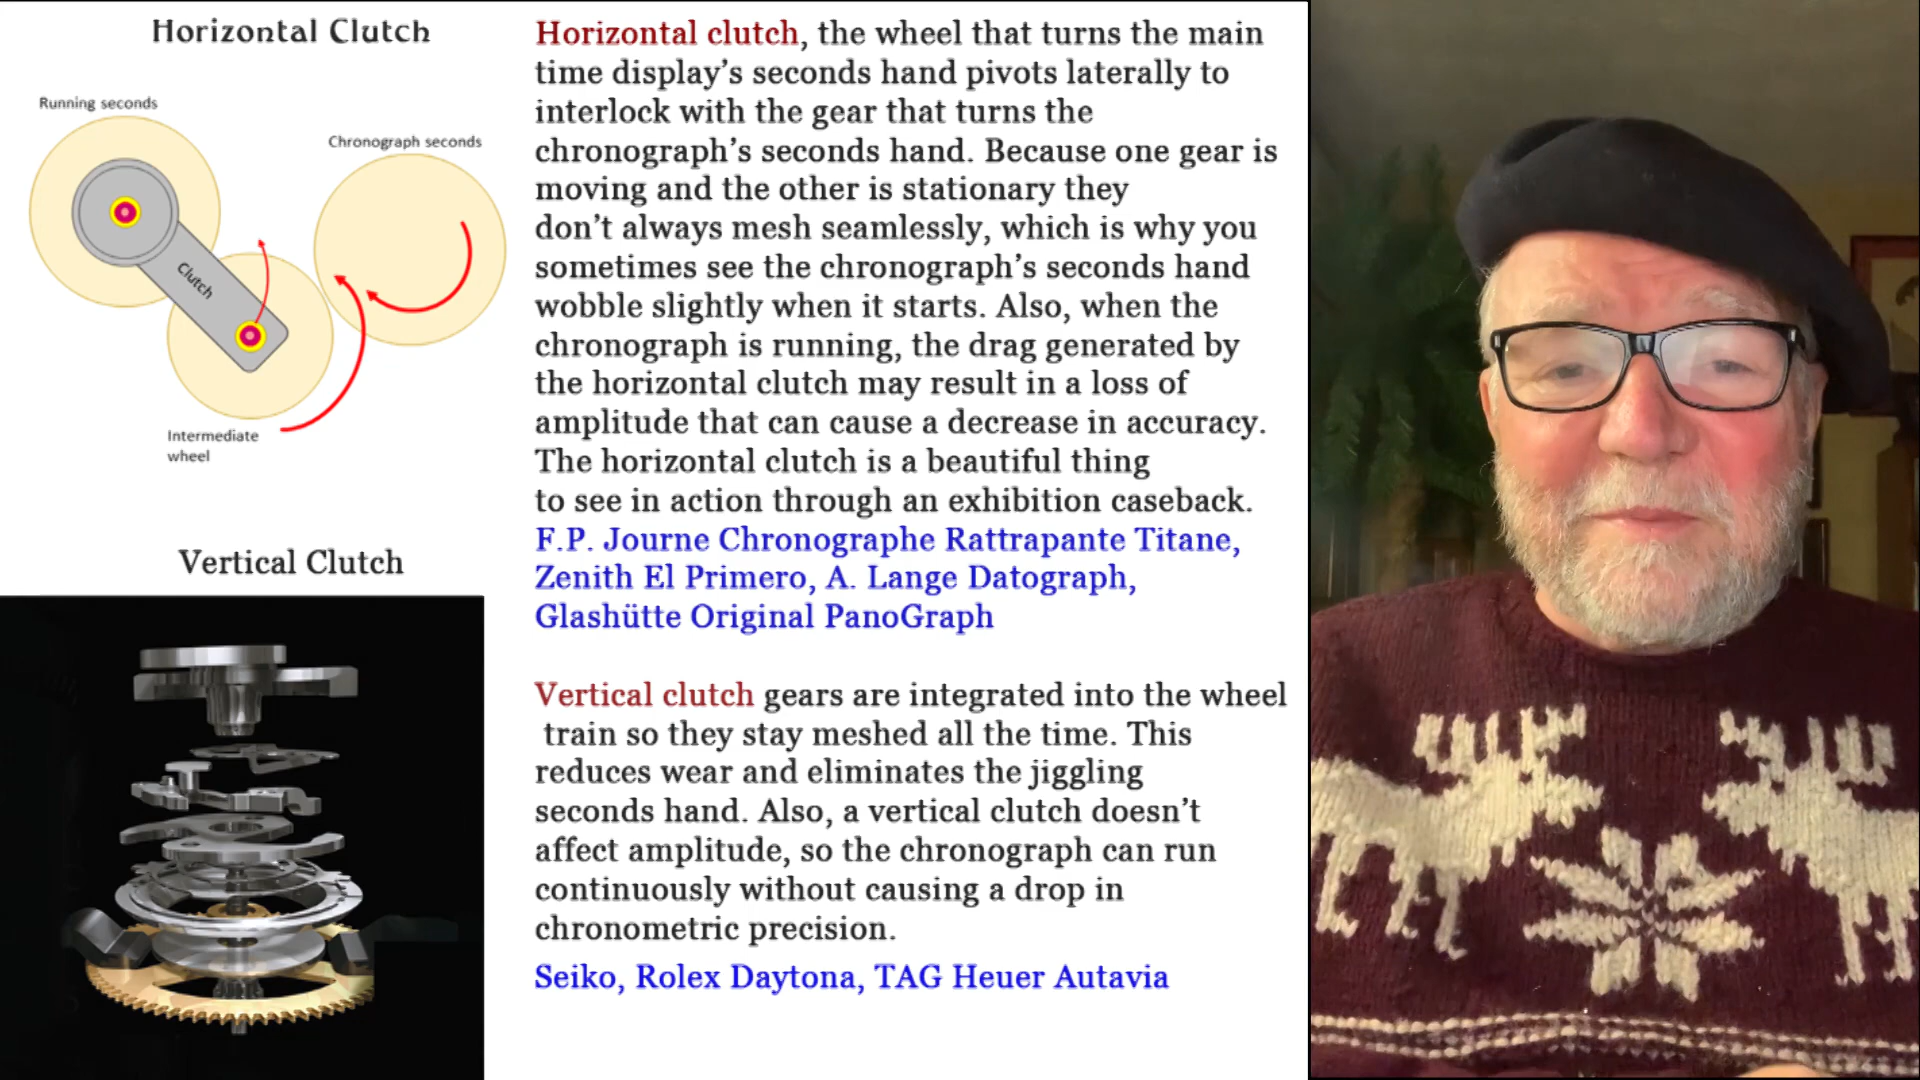 Horizontal Clutch
Running seconds
Chronograph seconds
Clutch
Intermediate
wheel
Vertical Clutch
Horizontal clutch, the wheel that turns the main
time display’s seconds hand pivots laterally to
interlock with the gear that turns the
chronograph’s seconds hand. Because one gear is
moving and the other is stationary they
don’t always mesh seamlessly, which is why you
sometimes see the chronograph’s seconds hand
wobble slightly when it starts. Also, when the
chronograph is running, the drag generated by
the horizontal clutch may result in a loss of
amplitude that can cause a decrease in accuracy.
The horizontal clutch is a beautiful thing
to see in action through an exhibition caseback.
F.P. Journe Chronographe Rattrapante Titane,
Zenith El Primero, A. Lange Datograph,
Glashütte Original PanoGraph
Vertical clutch gears are integrated into the wheel
train so they stay meshed all the time. This
reduces wear and eliminates the jiggling
seconds hand. Also, a vertical clutch doesn’t
affect amplitude, so the chronograph can run
continuously without causing a drop in
chronometric precision.
Seiko, Rolex Daytona, TAG Heuer Autavia